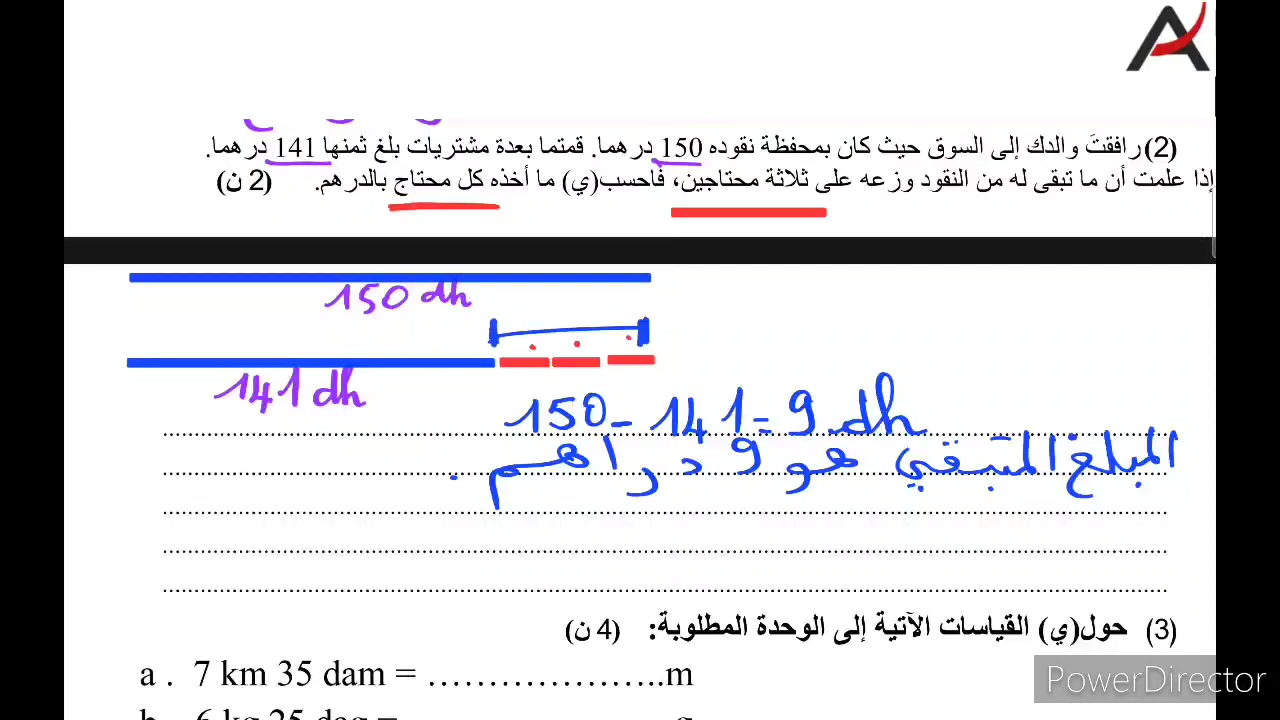 (2) رافقتَ والدك إلى السوق حيث كان بمحفظة نقوده 150 درهما. قمتما بعدة مشتريات بلغ ثمنها 141 درهما.
إذا علمت أن ما تبقى له من النقود وزعه على ثلاثة محتاجين، فاحسب(ي) ما أخذه كل محتاج بالدرهم. (2 ن)
150 dh
141 dh
150 - 141 = 9 dh
المبلغ المتبقي هو 9 دراهم .
(3) حول(ي) القياسات الآتية إلى الوحدة المطلوبة: (4 ن)
a . 7 km 35 dam = …………………..m
PowerDirector